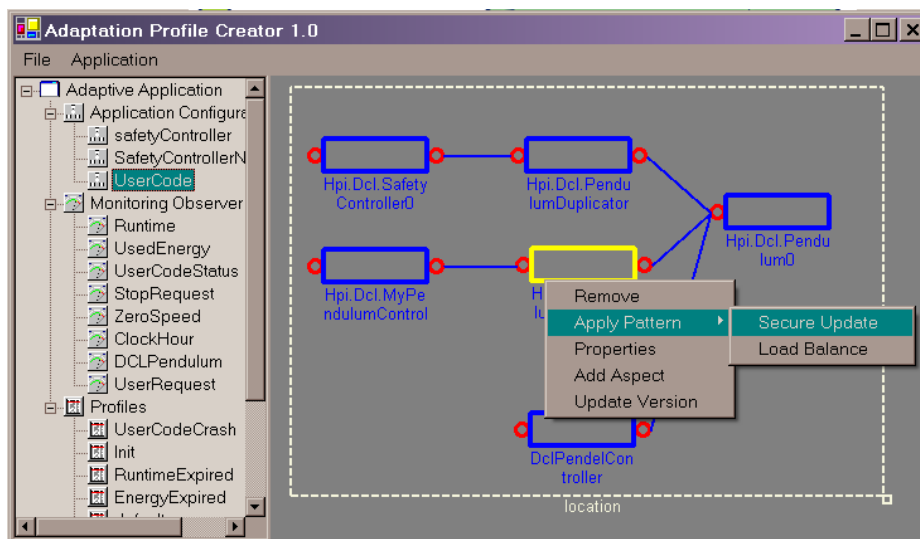 Adaptation Profile Creator 1.0
File Application
Adaptive Application
Application Configura
safetyController
SafetyControllerN
UserCode
Monitoring Observer
Runtime
UsedEnergy
UserCodeStatus
StopRequest
ZeroSpeed
ClockHour
DCLPendulum
UserRequest
Profiles
UserCodeCrash
Init
RuntimeExpired
EnergyExpired
Hpi.Dcl.Safety
Controller0
Hpi.Dcl.Pendu
lumDuplicator
Hpi.Dcl.Pendu
lum0
Hpi.Dcl.MyPe
ndulumControl
Remove
Apply Pattern
Properties
Add Aspect
Update Version
Secure Update
Load Balance
DclPendelCon
troller
location